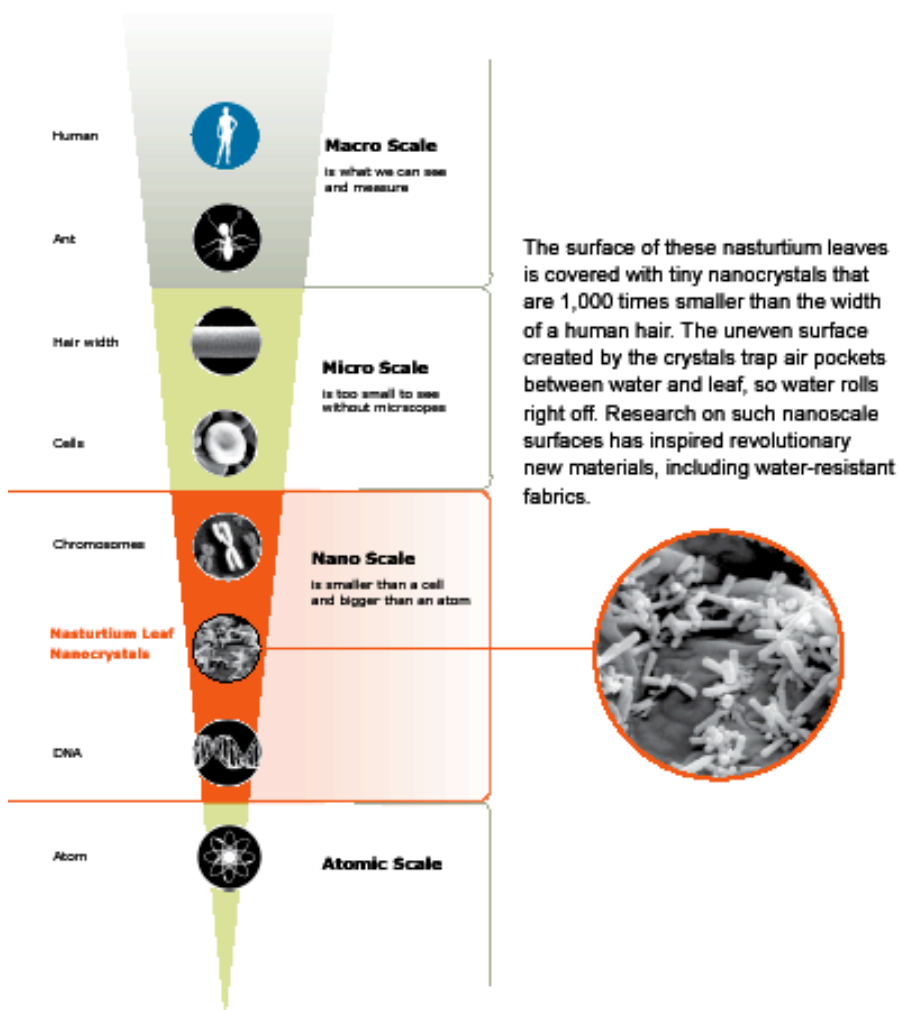 Human
Macro Scale
is what we can see
and measure
Ant
Hair width
Micro Scale
is too small to see
without micrscopes
Cells
Chromosomes
Nano Scale
is smaller than a cell
and bigger than an atom
Nasturtium Leaf
Nanocrystals
DNA
Atom
Atomic Scale
The surface of these nasturtium leaves
is covered with tiny nanocrystals that
are 1,000 times smaller than the width
of a human hair. The uneven surface
created by the crystals trap air pockets
between water and leaf, so water rolls
right off. Research on such nanoscale
surfaces has inspired revolutionary
new materials, including water-resistant
fabrics.